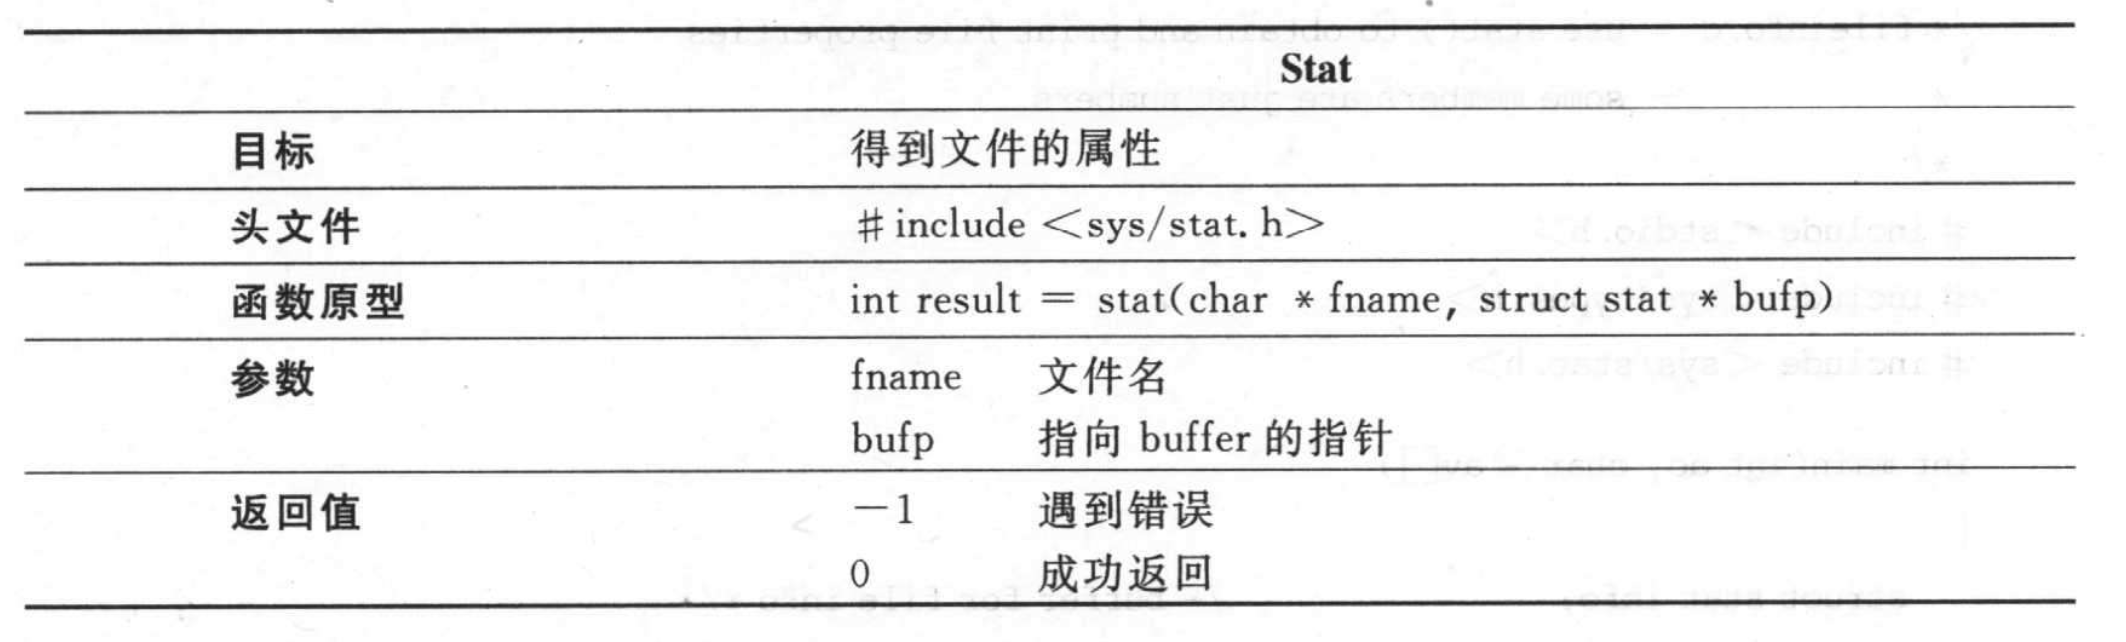 Stat
目标 得到文件的属性
头文件 #include <sys/stat.h>
函数原型 int result = stat(char * fname, struct stat * bufp)
参数 fname 文件名
bufp 指向 buffer 的指针
返回值 -1 遇到错误
0 成功返回